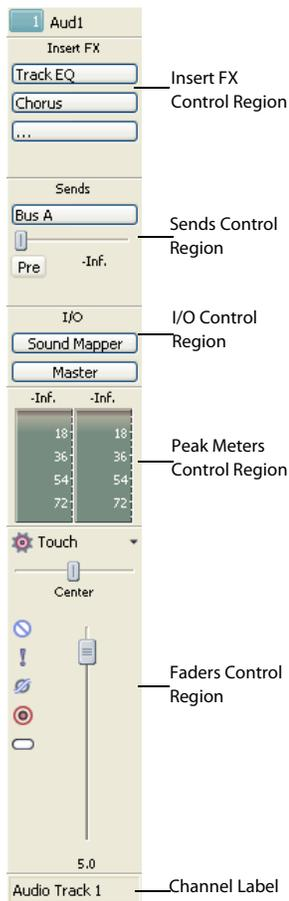 1 Aud1
Insert FX
Track EQ
Chorus
...
Insert FX
Control Region
Sends
Bus A
Pre
-Inf.
Sends Control
Region
I/O
Sound Mapper
Master
I/O Control
Region
-Inf. -Inf.
18 18
36 36
54 54
72 72
Peak Meters
Control Region
Touch
Center
5.0
Faders Control
Region
Audio Track 1
Channel Label